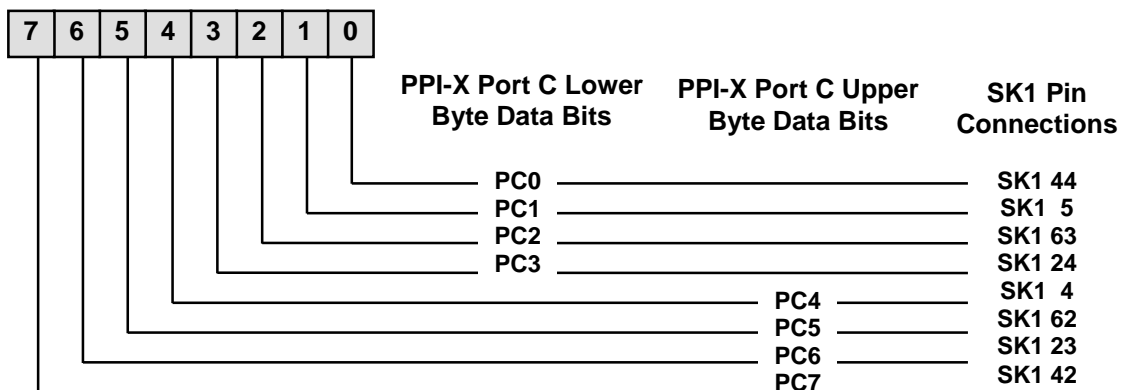 7 6 5 4 3 2 1 0
PPI-X Port C Lower
Byte Data Bits
PPI-X Port C Upper
Byte Data Bits
SK1 Pin
Connections
PC0 SK1 44
PC1 SK1 5
PC2 SK1 63
PC3 SK1 24
PC4 SK1 4
PC5 SK1 62
PC6 SK1 23
PC7 SK1 42